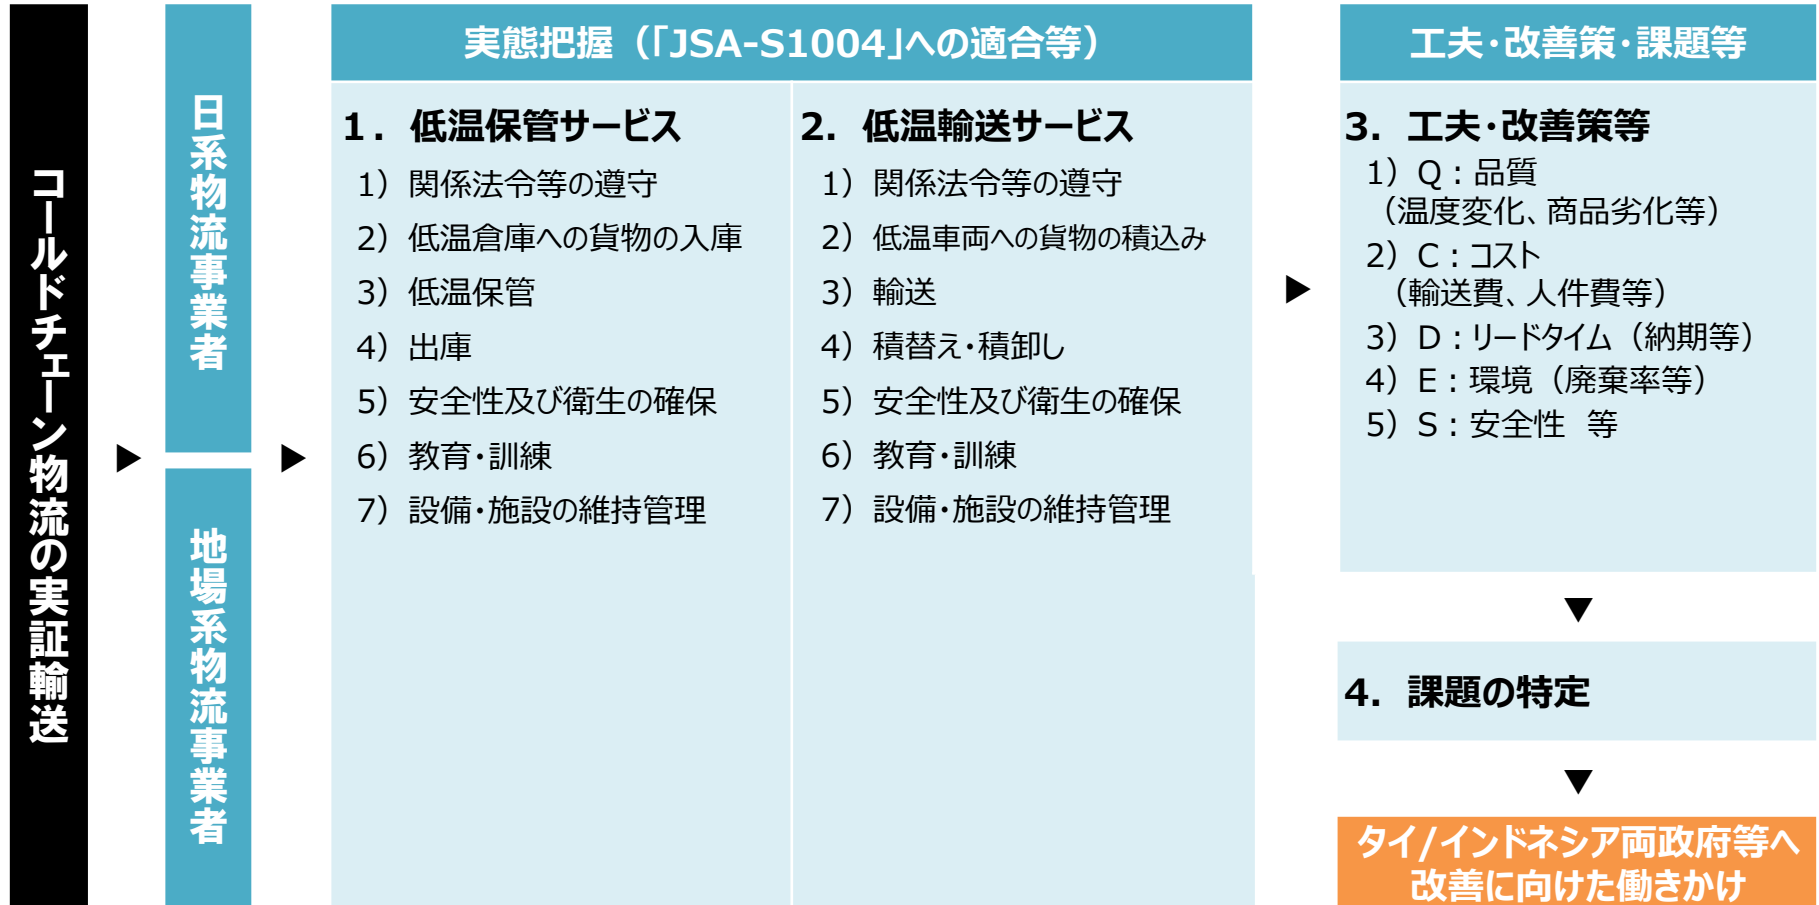 コールドチェーン物流の実証輸送
日系物流事業者
地場系物流事業者
実態把握（「JSA-S1004」への適合等）
1． 低温保管サービス
1）関係法令等の遵守
2）低温倉庫への貨物の入庫
3）低温保管
4）出庫
5）安全性及び衛生の確保
6）教育・訓練
7）設備・施設の維持管理
2. 低温輸送サービス
1）関係法令等の遵守
2）低温車両への貨物の積込み
3）輸送
4）積替え・積卸し
5）安全性及び衛生の確保
6）教育・訓練
7）設備・施設の維持管理
工夫・改善策・課題等
3. 工夫・改善策等
1）Q：品質
（温度変化、商品劣化等）
2）C：コスト
（輸送費、人件費等）
3）D：リードタイム（納期等）
4）E：環境（廃棄率等）
5）S：安全性 等
4. 課題の特定
タイ/インドネシア両政府等へ
改善に向けた働きかけ